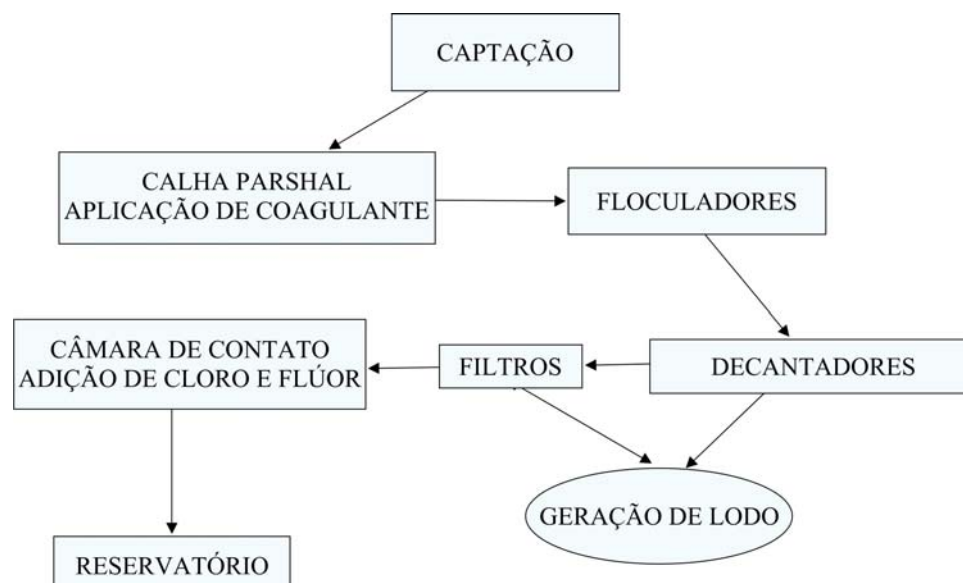 CAPTAÇÃO
CALHA PARSHAL
APLICAÇÃO DE COAGULANTE
FLOCULADORES
DECANTADORES
FILTROS
CÂMARA DE CONTATO
ADIÇÃO DE CLORO E FLÚOR
GERAÇÃO DE LODO
RESERVATÓRIO